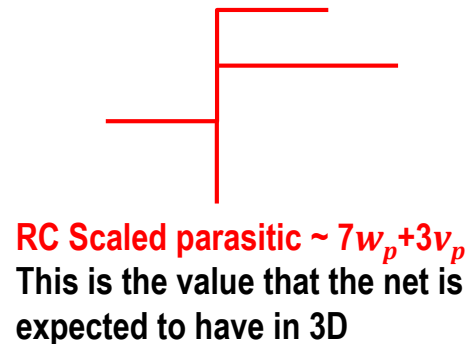 RC Scaled parasitic ~ 7wₚ+3vₚ
This is the value that the net is
expected to have in 3D